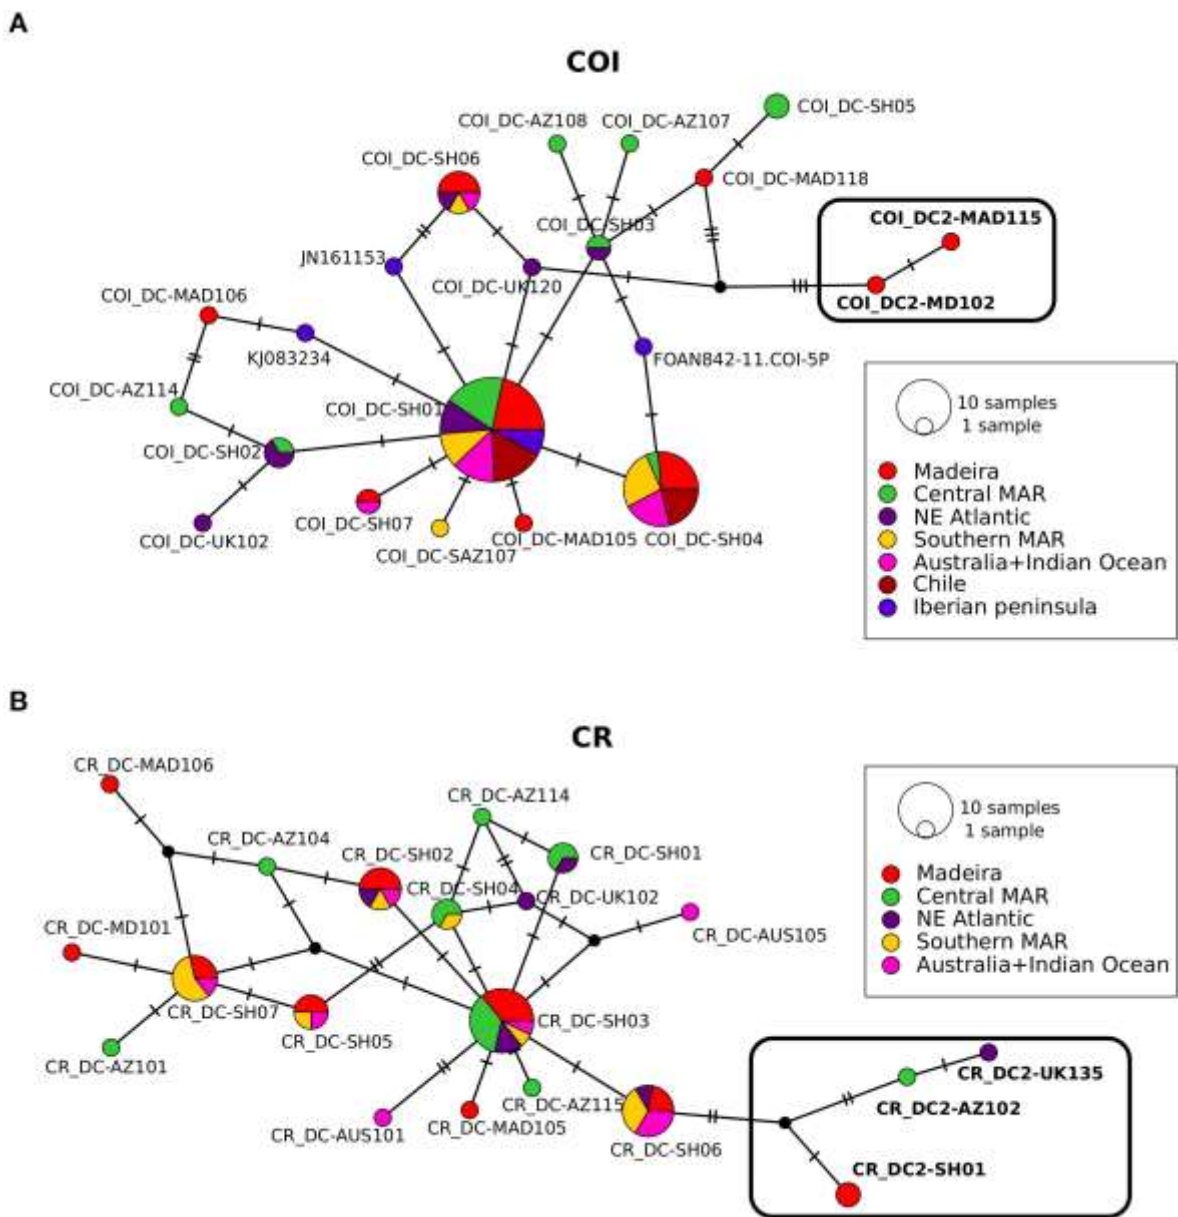 A
COI
COI_DC-SH05
COI_DC-AZ108
COI_DC-AZ107
COI_DC-SH06
COI_DC-MAD118
COI_DC2-MAD115
COI_DC-SH03
JN161153
COI_DC-UK120
COI_DC-MAD106
COI_DC2-MD102
KJ083234
FOAN842-11.COI-5P
COI_DC-AZ114
COI_DC-SH01
COI_DC-SH02
COI_DC-SH07
COI_DC-MAD105
COI_DC-SH04
COI_DC-UK102
COI_DC-SAZ107
10 samples
1 sample
Madeira
Central MAR
NE Atlantic
Southern MAR
Australia+Indian Ocean
Chile
Iberian peninsula
B
CR
CR_DC-MAD106
CR_DC-AZ114
CR_DC-AZ104
CR_DC-SH02
CR_DC-SH01
CR_DC-SH04
CR_DC-UK102
CR_DC-MD101
CR_DC-AUS105
CR_DC-SH07
CR_DC-SH03
CR_DC-SH05
CR_DC-AZ101
CR_DC-AZ115
CR_DC-AUS101
CR_DC-MAD105
CR_DC-SH06
10 samples
1 sample
Madeira
Central MAR
NE Atlantic
Southern MAR
Australia+Indian Ocean
CR_DC2-UK135
CR_DC2-AZ102
CR_DC2-SH01